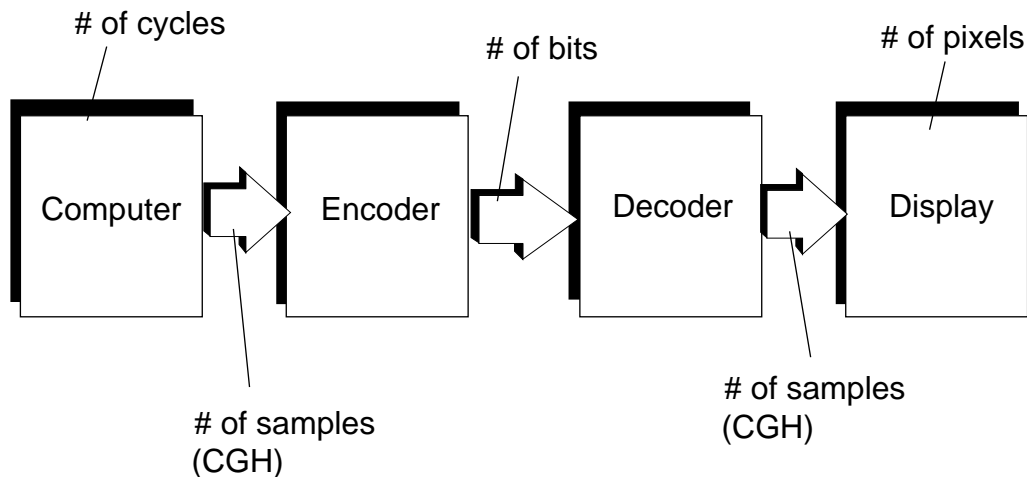 # of cycles
# of bits
# of pixels
Computer
Encoder
Decoder
Display
# of samples
(CGH)
# of samples
(CGH)